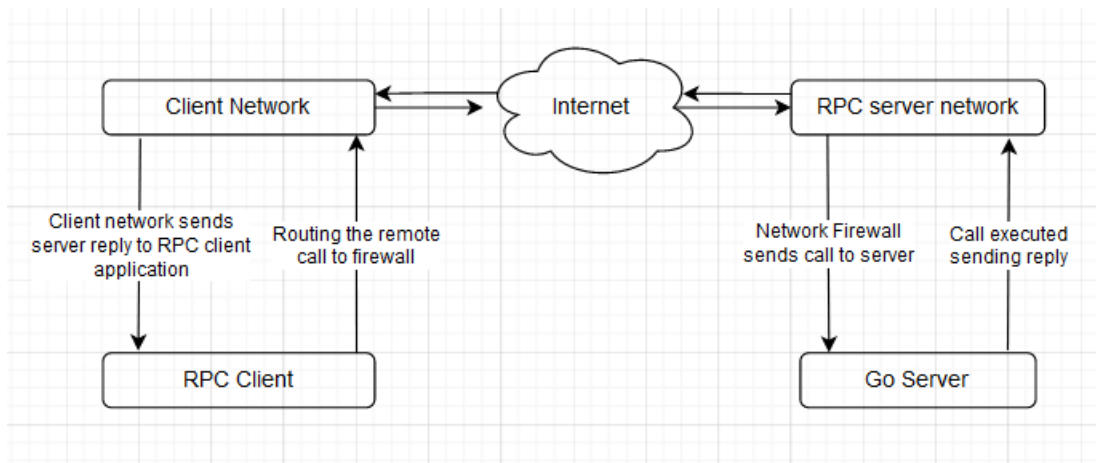 Client Network
Internet
RPC server network
Client network sends
server reply to RPC client
application
Routing the remote
call to firewall
Network Firewall
sends call to server
Call executed
sending reply
RPC Client
Go Server